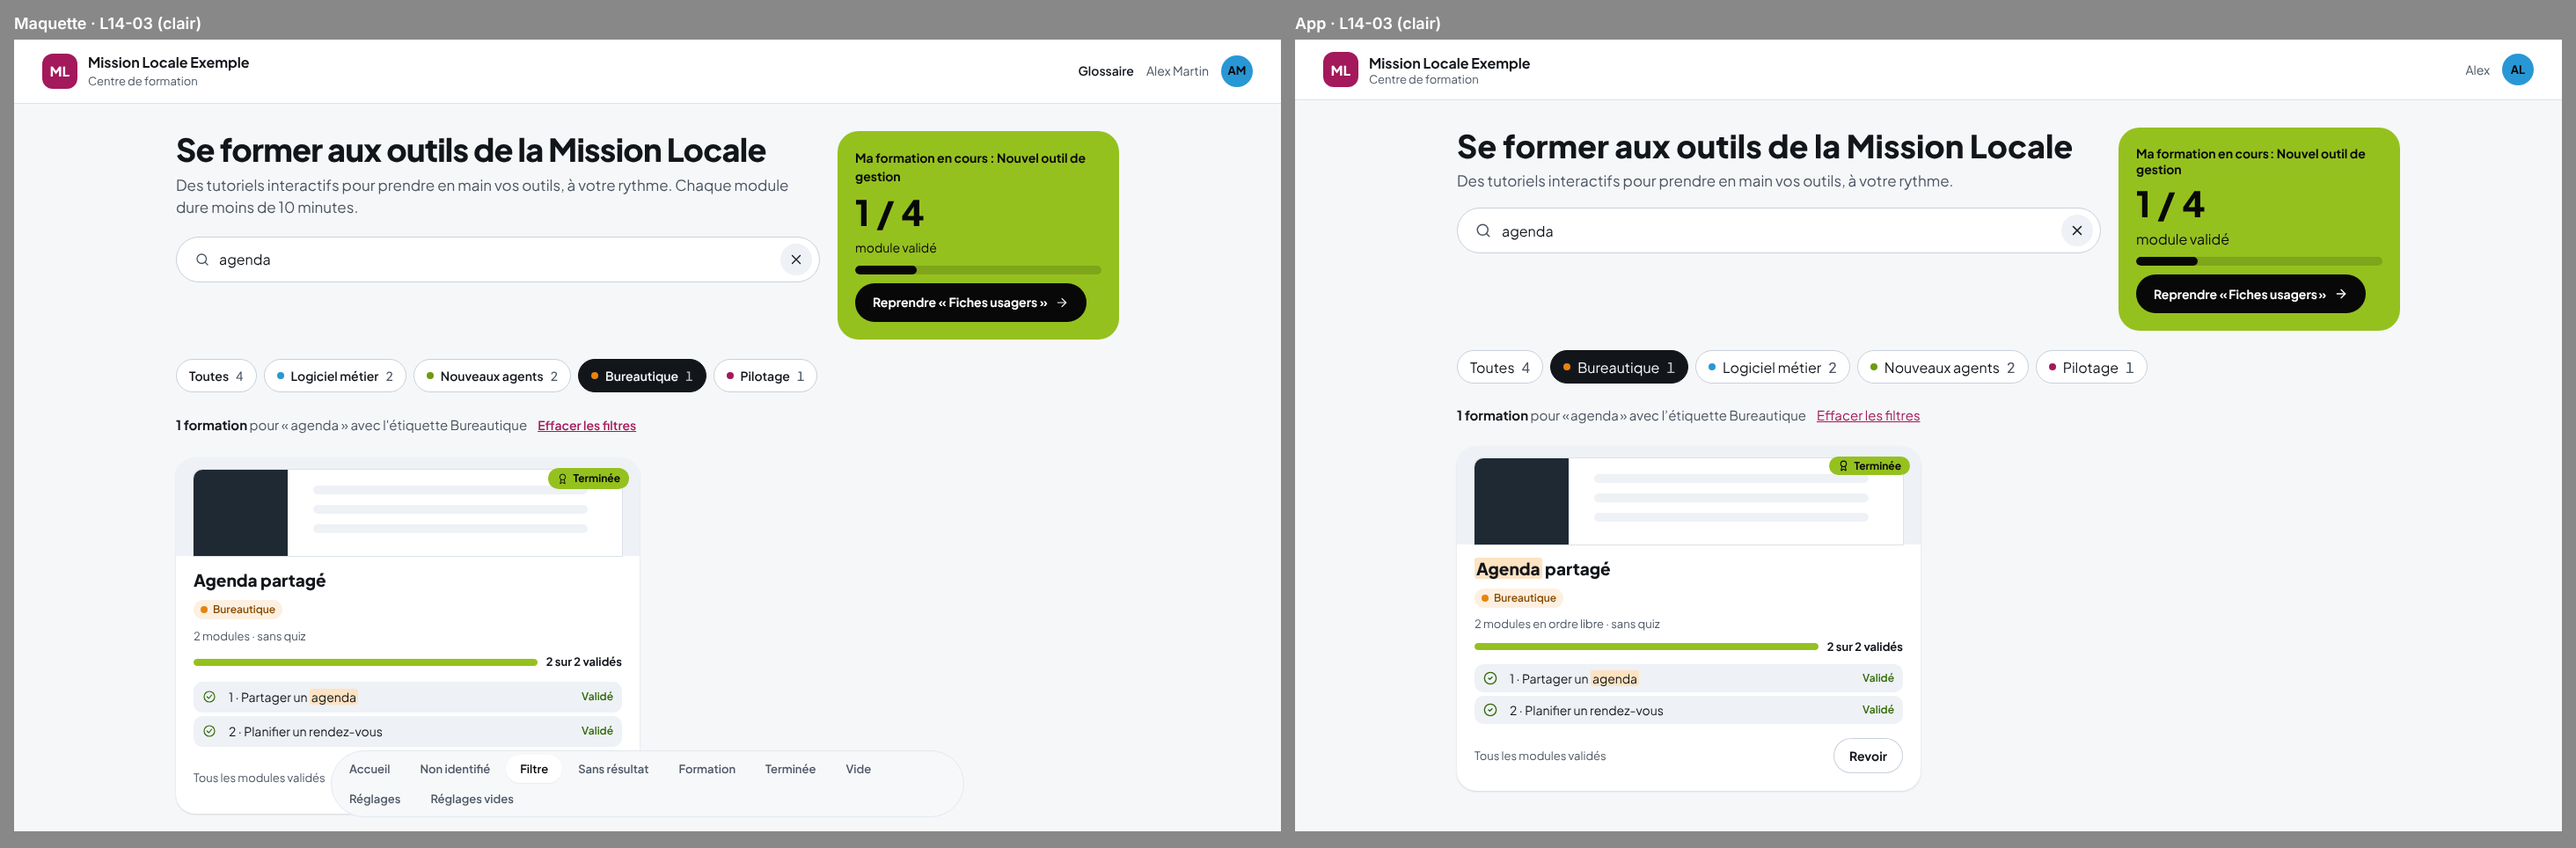 Maquette · L14-03 (clair)
ML
Mission Locale Exemple
Centre de formation
Glossaire
Alex Martin
AM
Se former aux outils de la Mission Locale
Des tutoriels interactifs pour prendre en main vos outils, à votre rythme. Chaque module
dure moins de 10 minutes.
agenda
Ma formation en cours : Nouvel outil de
gestion
1 / 4
module validé
Reprendre « Fiches usagers »
Toutes 4
Logiciel métier 2
Nouveaux agents 2
Bureautique 1
Pilotage 1
1 formation pour « agenda » avec l'étiquette Bureautique
Effacer les filtres
Terminée
Agenda partagé
Bureautique
2 modules · sans quiz
2 sur 2 validés
1 · Partager un agenda
Validé
2 · Planifier un rendez-vous
Validé
Tous les modules validés
Accueil
Non identifié
Filtre
Sans résultat
Formation
Terminée
Vide
Réglages
Réglages vides
App · L14-03 (clair)
ML
Mission Locale Exemple
Centre de formation
Alex
AL
Se former aux outils de la Mission Locale
Des tutoriels interactifs pour prendre en main vos outils, à votre rythme.
agenda
Ma formation en cours : Nouvel outil de
gestion
1 / 4
module validé
Reprendre « Fiches usagers »
Toutes 4
Bureautique 1
Logiciel métier 2
Nouveaux agents 2
Pilotage 1
1 formation pour « agenda » avec l'étiquette Bureautique
Effacer les filtres
Terminée
Agenda partagé
Bureautique
2 modules en ordre libre · sans quiz
2 sur 2 validés
1 · Partager un agenda
Validé
2 · Planifier un rendez-vous
Validé
Tous les modules validés
Revoir